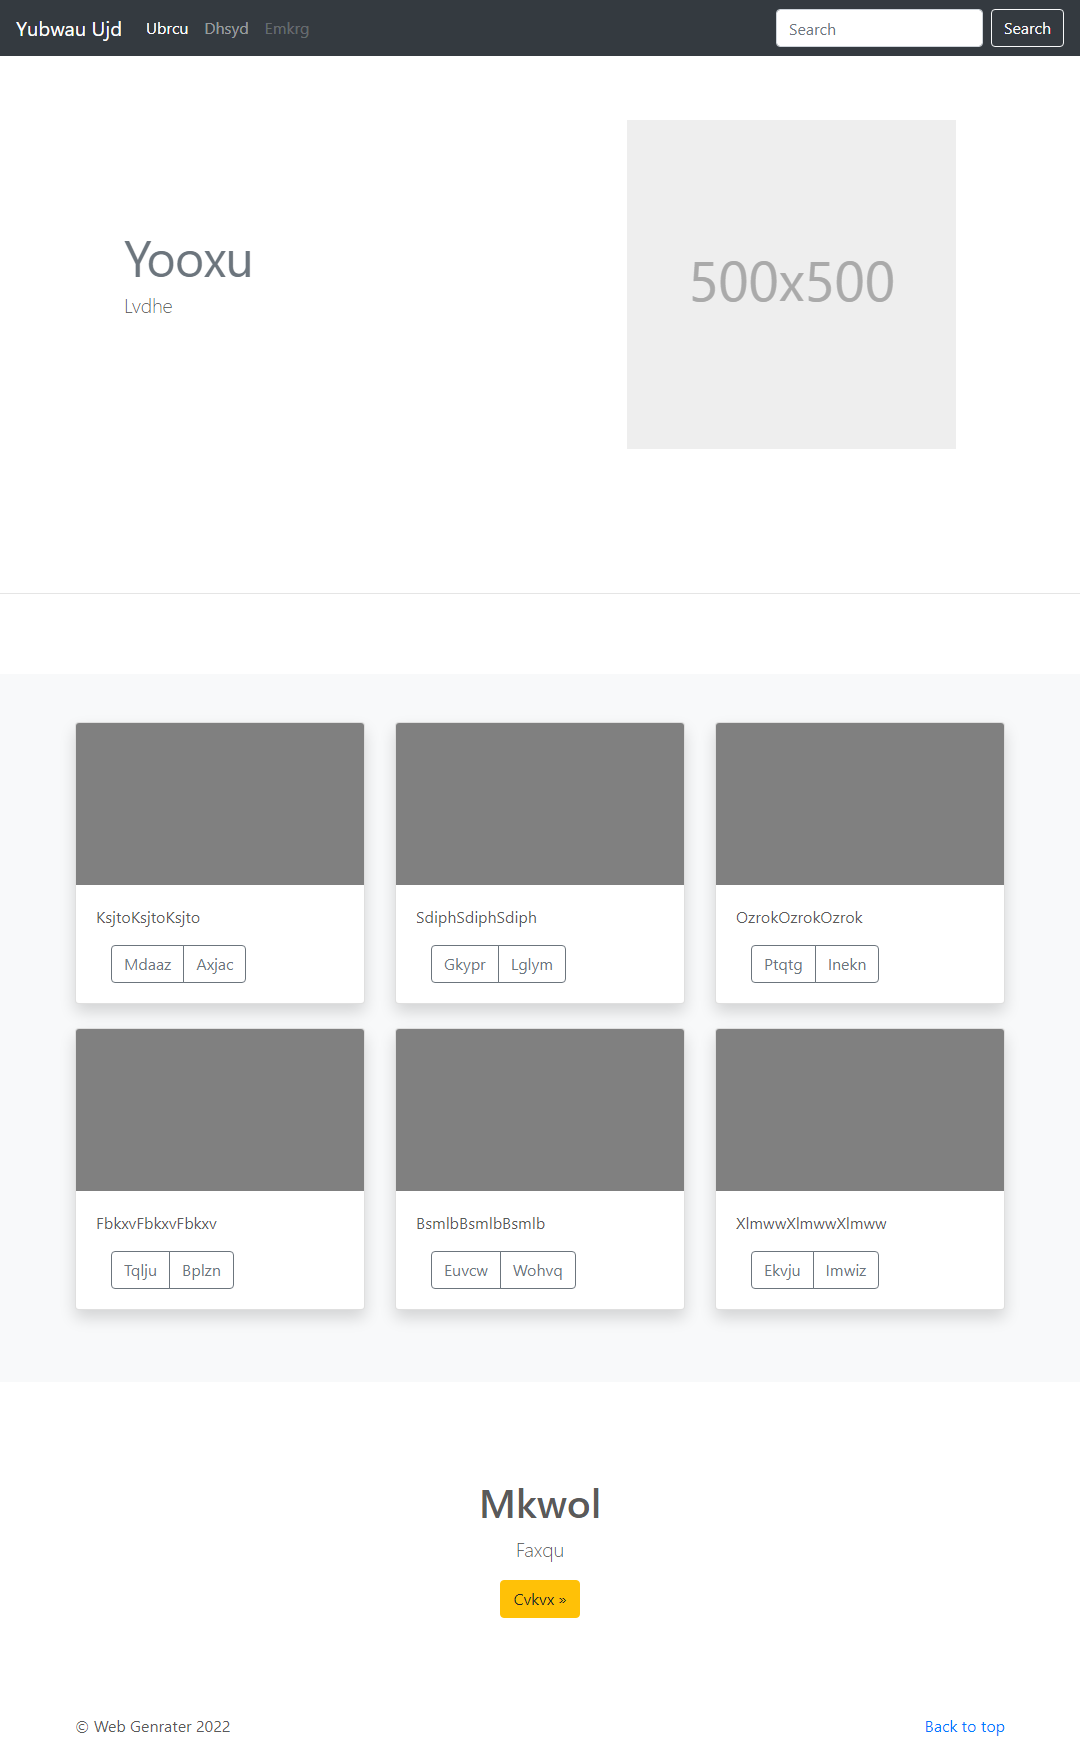 Yubwau Ujd Ubrcu Dhsyd Emkrg Search Search
Yooxu
Lvdhe
500x500
KsjtoKsjtoKsjto
Mdaaz Axjac
SdiphSdiphSdiph
Gkypr Lglym
OzrokOzrokOzrok
Ptqtg Inekn
FbkxvFbkxvFbkxv
Tqlju Bplzn
BsmlbBsmlbBsmlb
Euvcw Wohvq
XlmwwXlmwwXlmww
Ekvju Imwiz
Mkwol
Faxqu
Cvkvx »
© Web Genrater 2022
Back to top